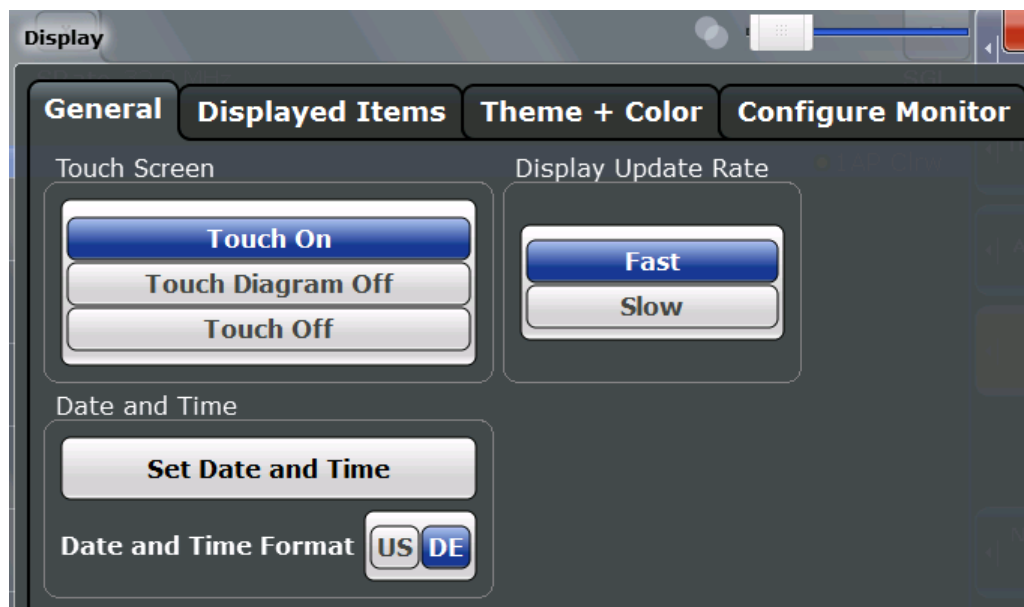 Display
General Displayed Items Theme + Color Configure Monitor
Touch Screen Display Update Rate
Touch On
Touch Diagram Off
Touch Off
Fast
Slow
Date and Time
Set Date and Time
Date and Time Format US DE